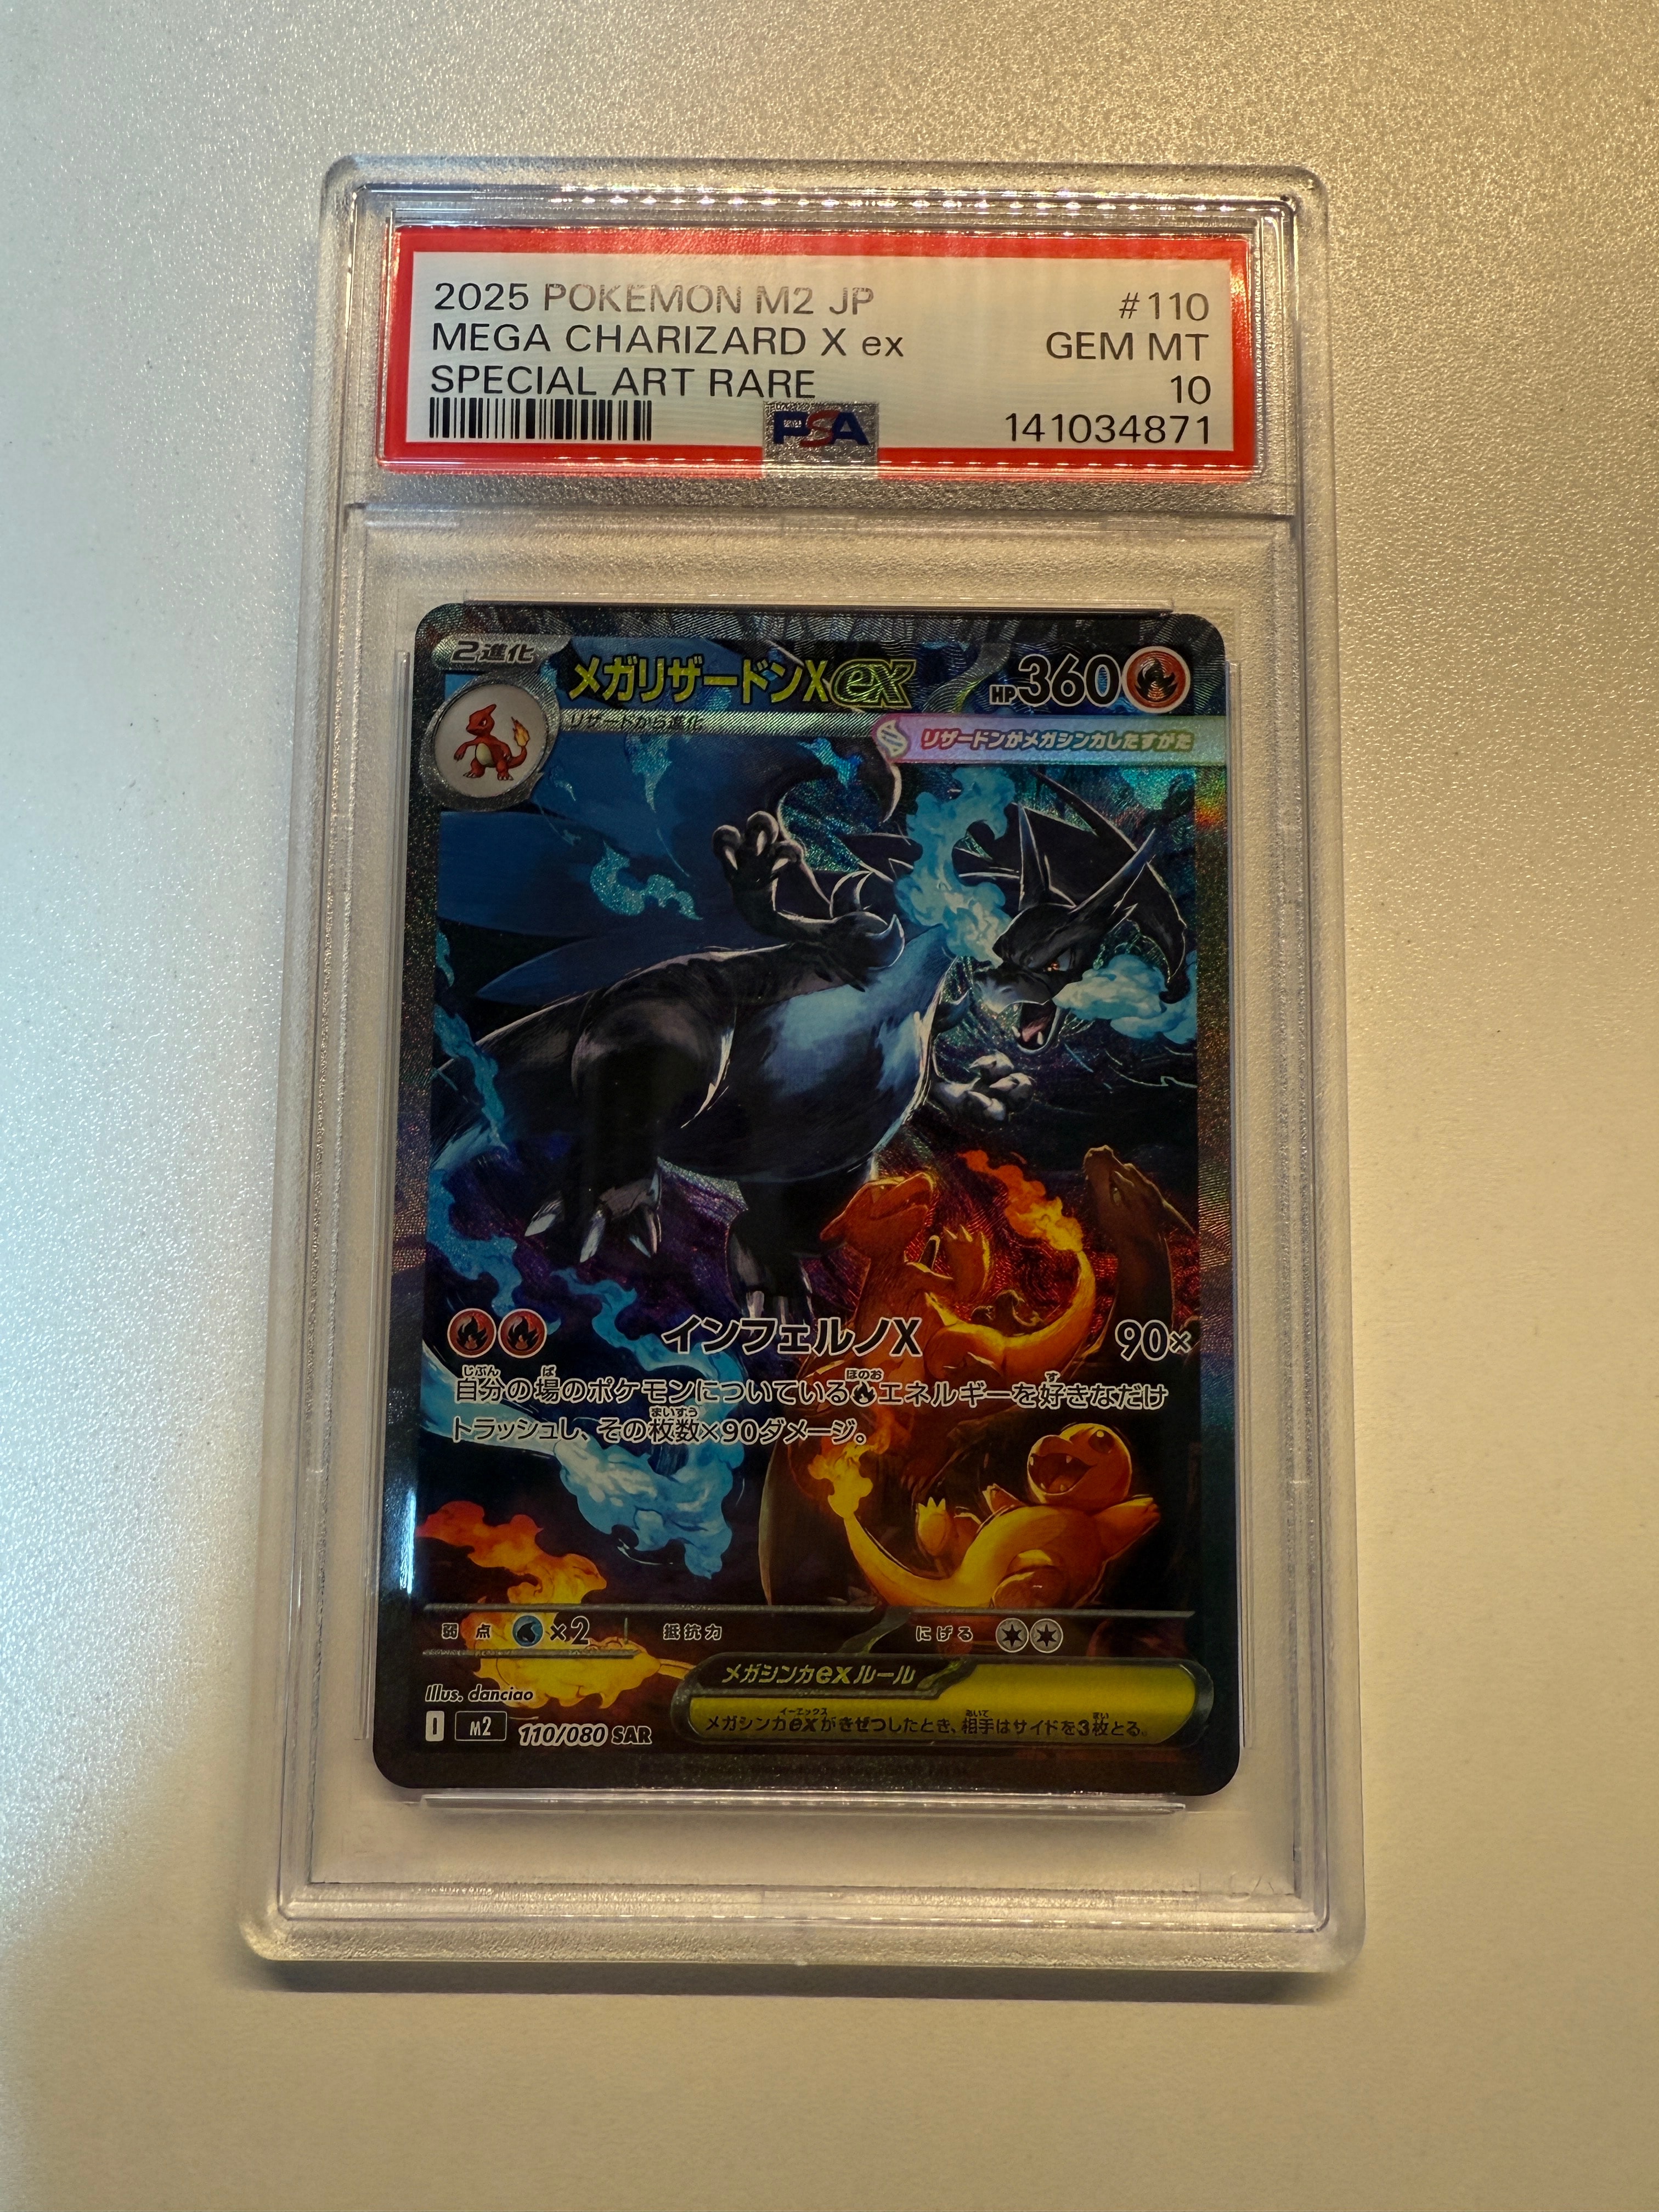 2025 POKEMON M2 JP #110
MEGA CHARIZARD X ex GEM MT
SPECIAL ART RARE 10
PSA 141034871
2進化 メガリザードンXex HP360
リザードから進化
リザードンがメガシンカしたすがた
インフェルノX 90×
自分の場のポケモンについているエネルギーを好きなだけ
トラッシュし、その枚数×90ダメージ。
弱点 ×2 抵抗力 にげる
メガシンカexルール
メガシンカexがきぜつしたとき、相手はサイドを3枚とる。
Illus. danciao
I M2 110/080 SAR